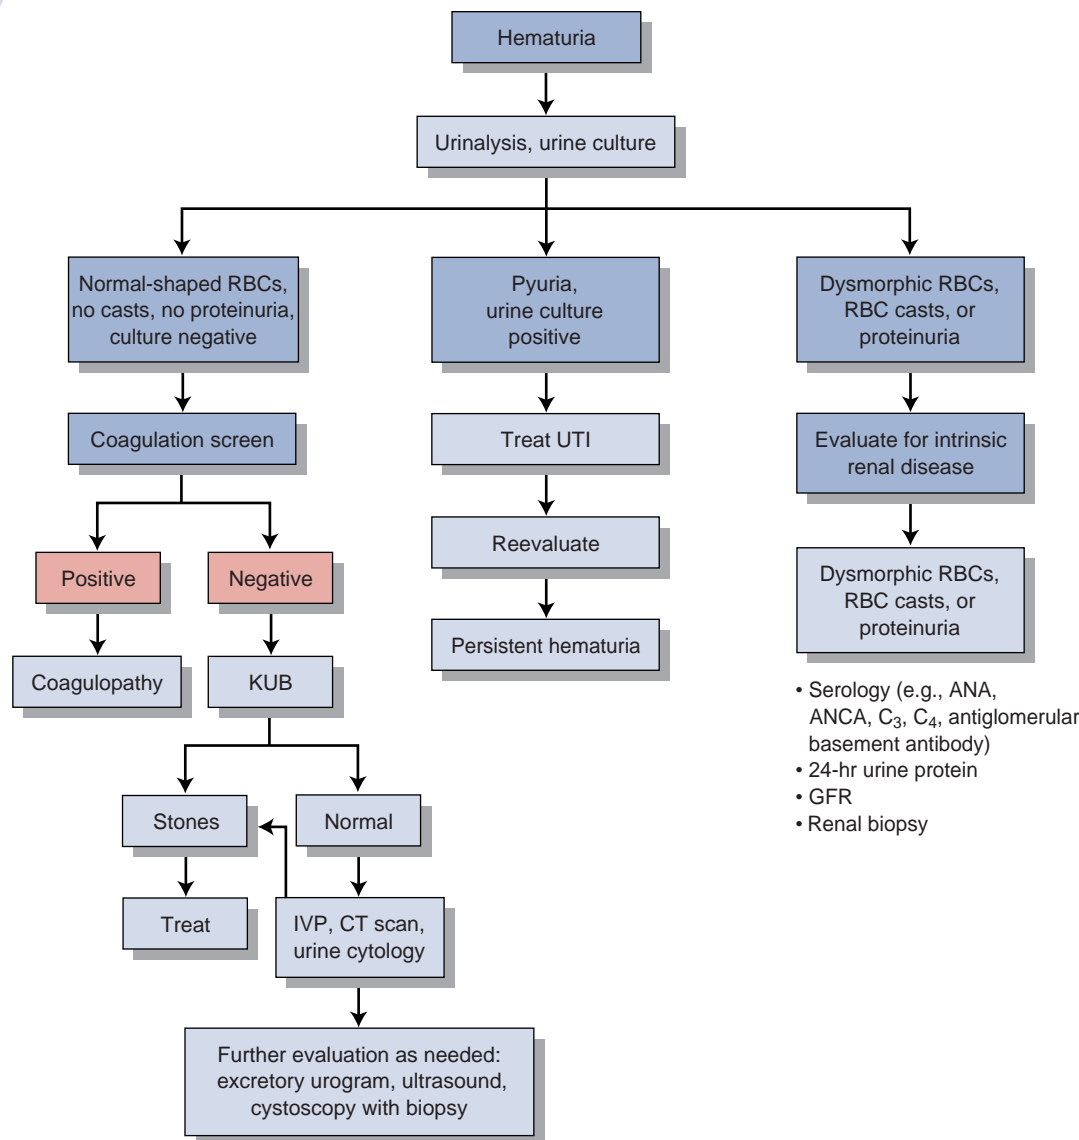 Hematuria
Urinalysis, urine culture
Normal-shaped RBCs,
no casts, no proteinuria,
culture negative
Pyuria,
urine culture
positive
Dysmorphic RBCs,
RBC casts, or
proteinuria
Coagulation screen
Treat UTI
Evaluate for intrinsic
renal disease
Positive
Negative
Reevaluate
Dysmorphic RBCs,
RBC casts, or
proteinuria
Coagulopathy
KUB
Persistent hematuria
• Serology (e.g., ANA,
ANCA, C₃, C₄, antiglomerular
basement antibody)
• 24-hr urine protein
• GFR
• Renal biopsy
Stones
Normal
Treat
IVP, CT scan,
urine cytology
Further evaluation as needed:
excretory urogram, ultrasound,
cystoscopy with biopsy